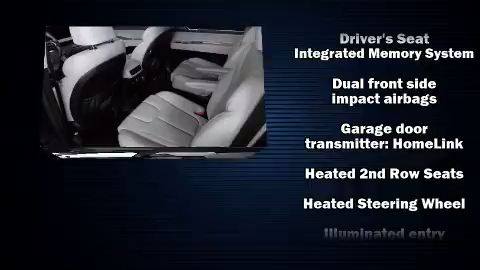 Driver's Seat
Integrated Memory System
Dual front side
impact airbags
Garage door
transmitter: HomeLink
Heated 2nd Row Seats
Heated Steering Wheel
Illuminated entry